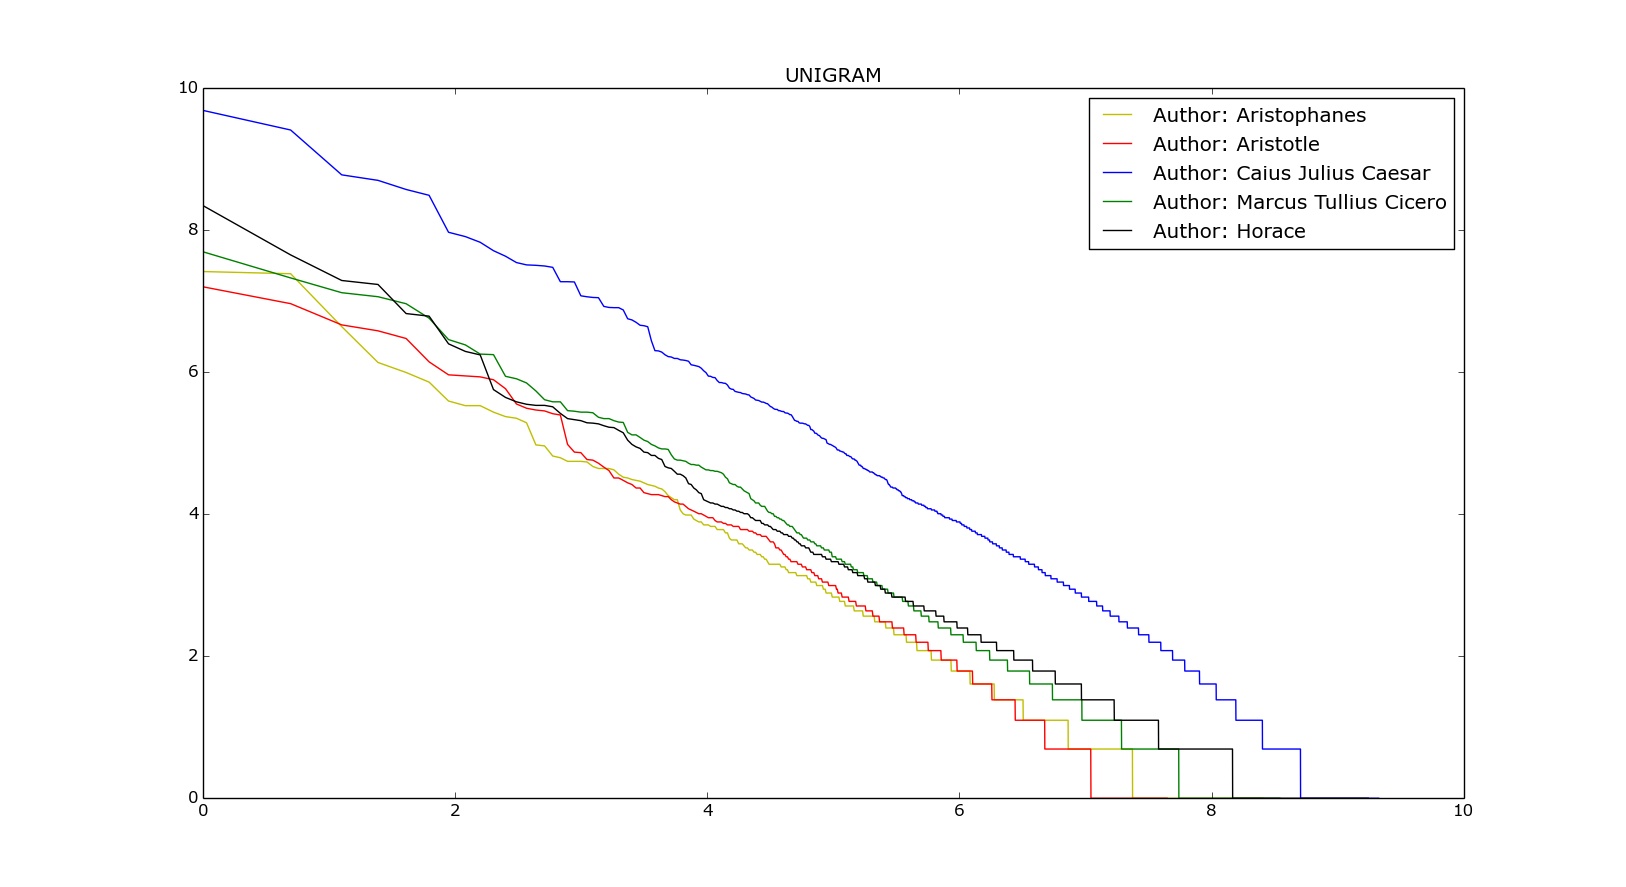 UNIGRAM
10
8
6
4
2
0
0 2 4 6 8 10
Author: Aristophanes
Author: Aristotle
Author: Caius Julius Caesar
Author: Marcus Tullius Cicero
Author: Horace